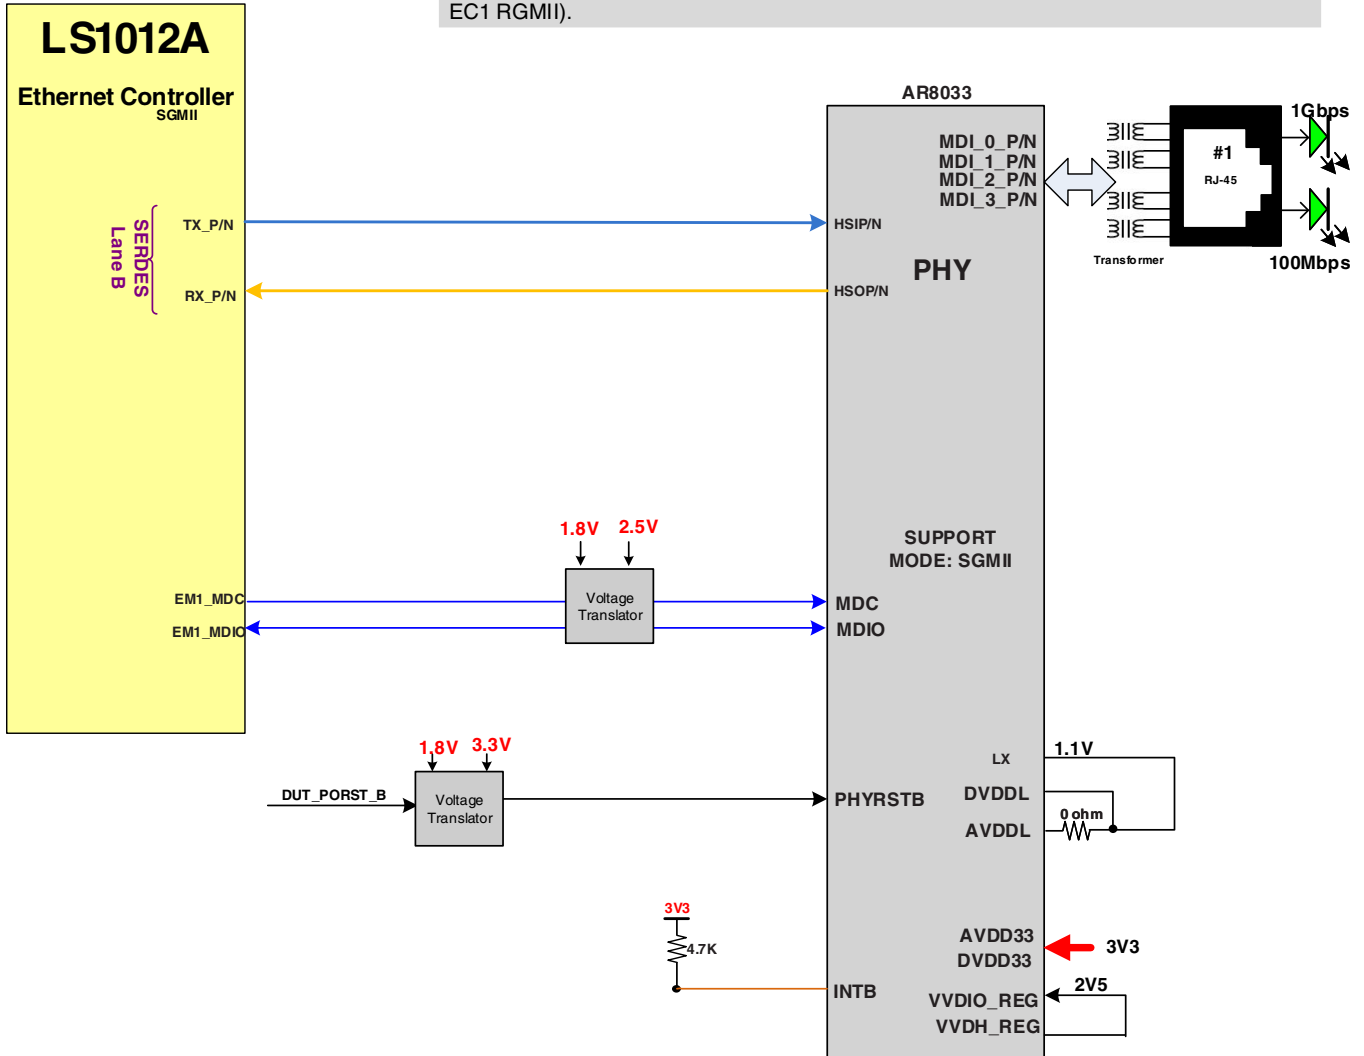 EC1 RGMII).
LS1012A
Ethernet Controller
SGMII
AR8033
1Gbps
MDI_0_P/N
MDI_1_P/N
MDI_2_P/N
MDI_3_P/N
#1
RJ-45
Transformer
100Mbps
SERDES
Lane B
TX_P/N
HSIP/N
PHY
RX_P/N
HSOP/N
1.8V 2.5V
SUPPORT
MODE: SGMII
Voltage
Translator
EM1_MDC
MDC
EM1_MDIO
MDIO
1.8V 3.3V
LX
1.1V
DUT_PORST_B
Voltage
Translator
PHYRSTB
DVDDL
0 ohm
AVDDL
3V3
4.7K
AVDD33
DVDD33
3V3
INTB
2V5
VVDIO_REG
VVDH_REG